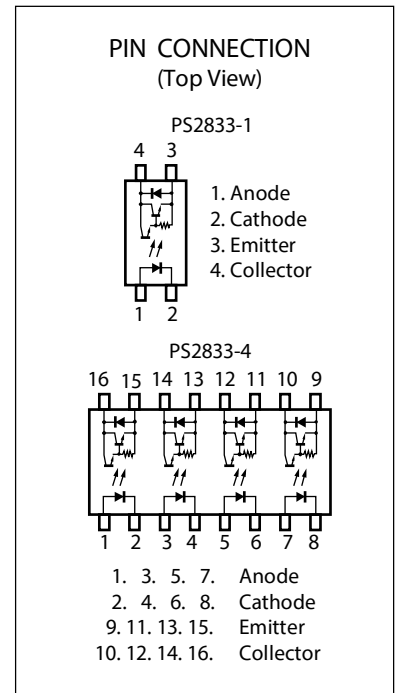 PIN CONNECTION
(Top View)
PS2833-1
4 3
1. Anode
2. Cathode
3. Emitter
4. Collector
1 2
PS2833-4
16 15 14 13 12 11 10 9
1 2 3 4 5 6 7 8
1. 3. 5. 7. Anode
2. 4. 6. 8. Cathode
9. 11. 13. 15. Emitter
10. 12. 14. 16. Collector